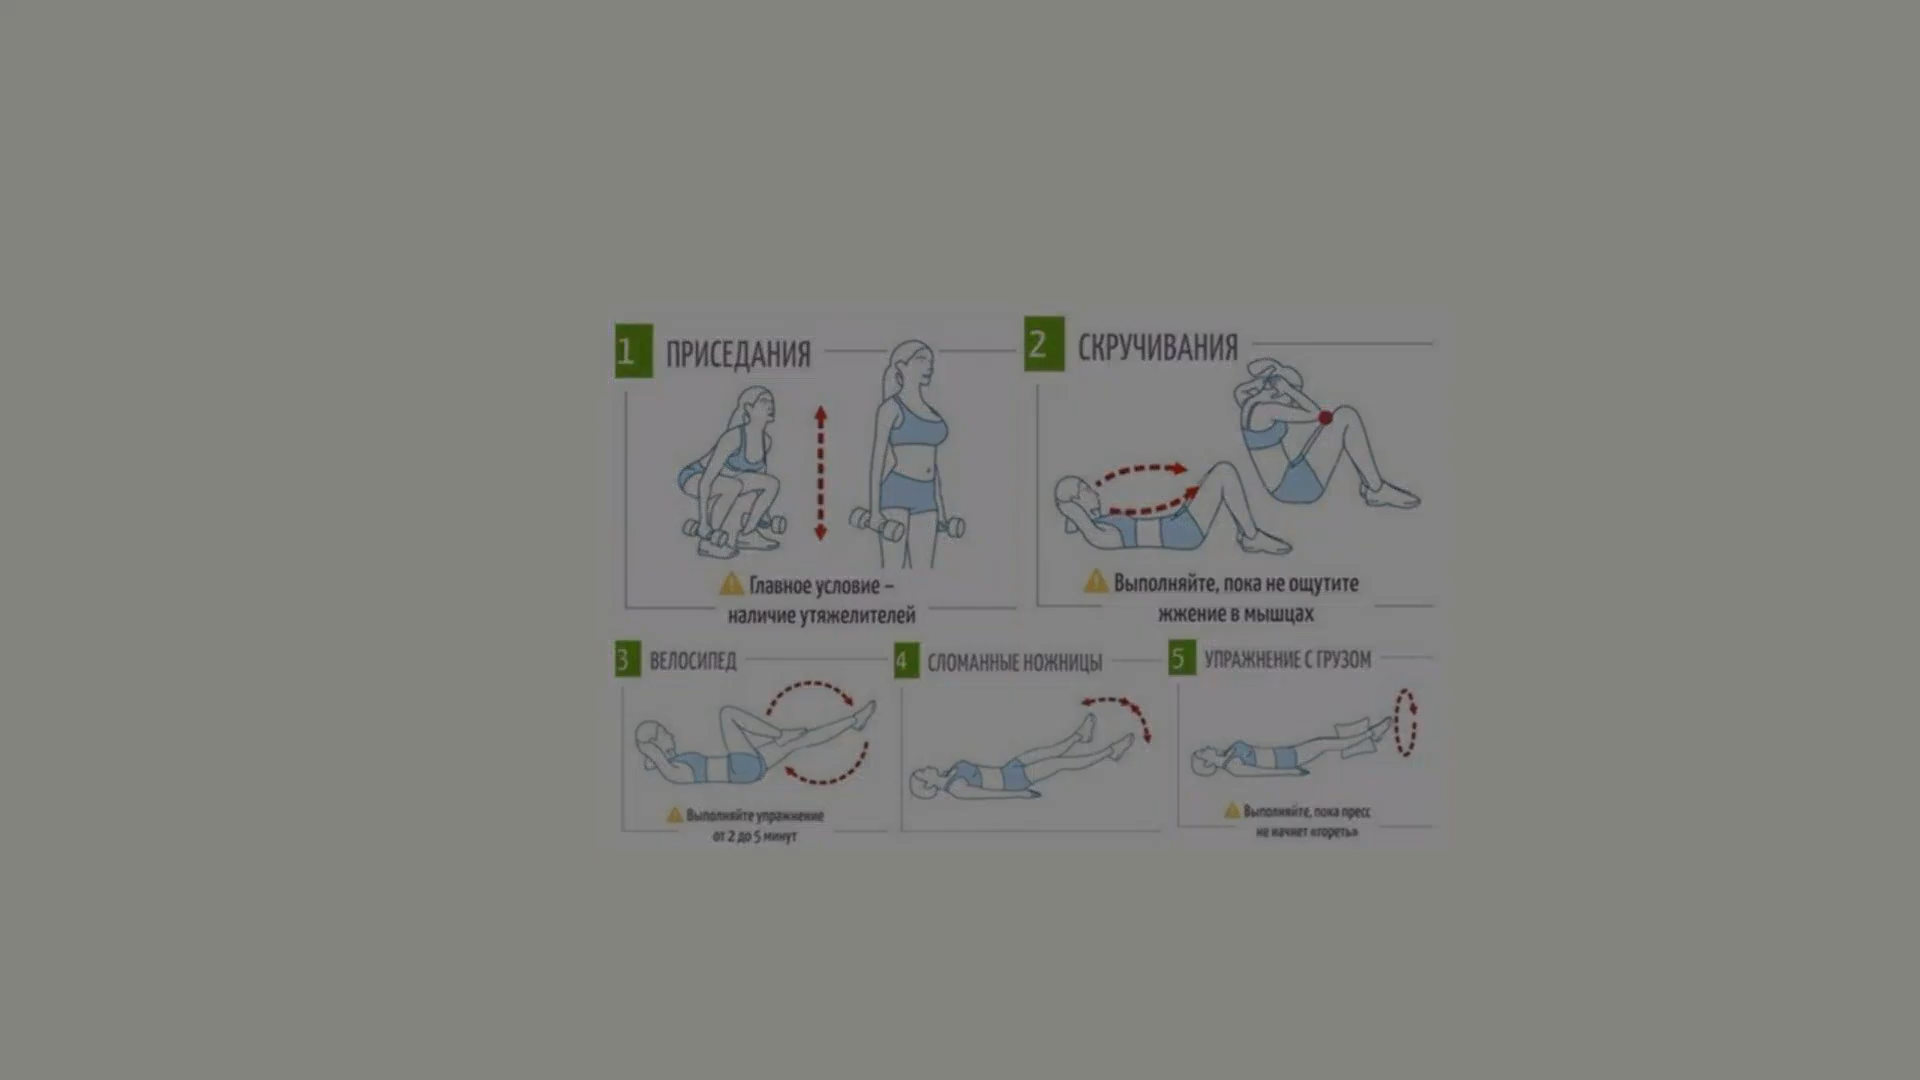 1 ПРИСЕДАНИЯ
Главное условие –
наличие утяжелителей
2 СКРУЧИВАНИЯ
Выполняйте, пока не ощутите
жжение в мышцах
3 ВЕЛОСИПЕД
Выполняйте упражнение
от 2 до 5 минут
4 СЛОМАННЫЕ НОЖНИЦЫ
5 УПРАЖНЕНИЕ С ГРУЗОМ
Выполняйте, пока пресс
не начнет «гореть»